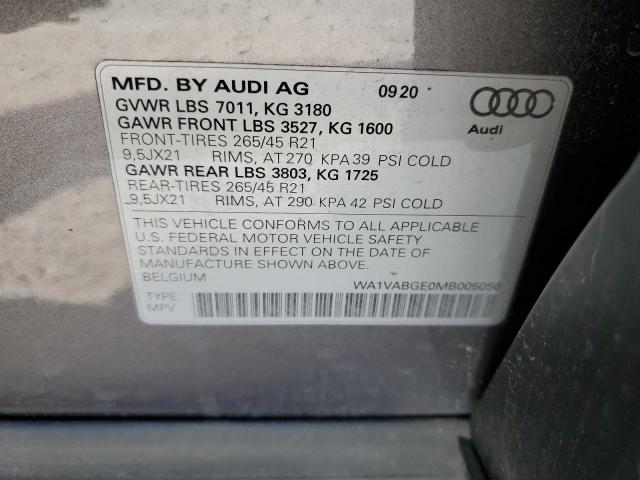 MFD. BY AUDI AG 0920
GVWR LBS 7011, KG 3180
GAWR FRONT LBS 3527, KG 1600
FRONT-TIRES 265/45 R21
9,5JX21 RIMS, AT 270 KPA 39 PSI COLD
GAWR REAR LBS 3803, KG 1725
REAR-TIRES 265/45 R21
9,5JX21 RIMS, AT 290 KPA 42 PSI COLD
Audi
THIS VEHICLE CONFORMS TO ALL APPLICABLE
U.S. FEDERAL MOTOR VEHICLE SAFETY
STANDARDS IN EFFECT ON THE DATE OF
MANUFACTURE SHOWN ABOVE.
BELGIUM
WA1VABGE0MB005056
TYPE:
MPV